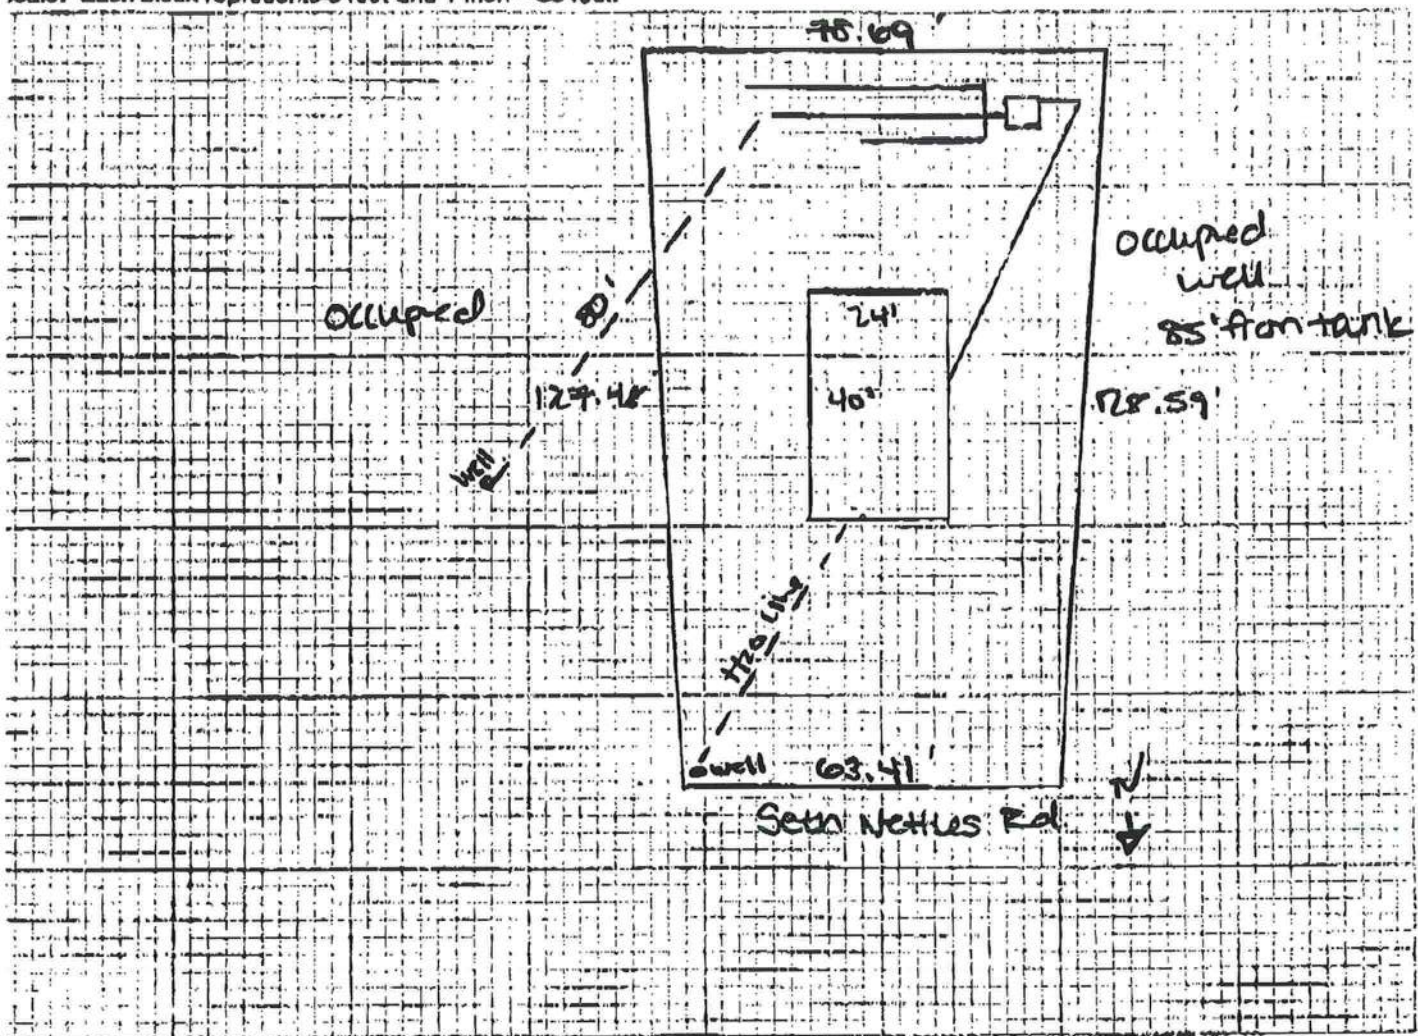 75.69'
Occupied
well
85' from tank
24'
Occupied
80'
127.48'
40'
128.59'
well
H20 Line
well
63.41'
Seth Nettles Rd
N